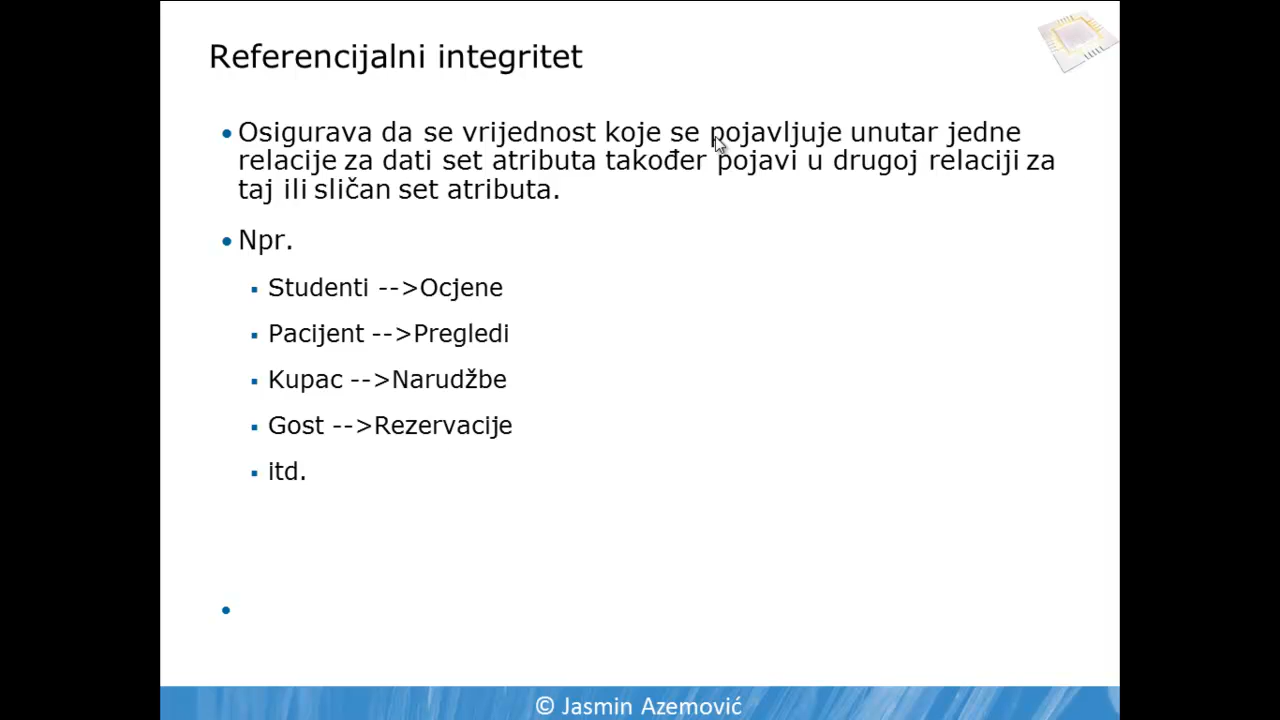 Referencijalni integritet
Osigurava da se vrijednost koje se pojavljuje unutar jedne
relacije za dati set atributa također pojavi u drugoj relaciji za
taj ili sličan set atributa.
Npr.
Studenti -->Ocjene
Pacijent -->Pregledi
Kupac -->Narudžbe
Gost -->Rezervacije
itd.
© Jasmin Azemović